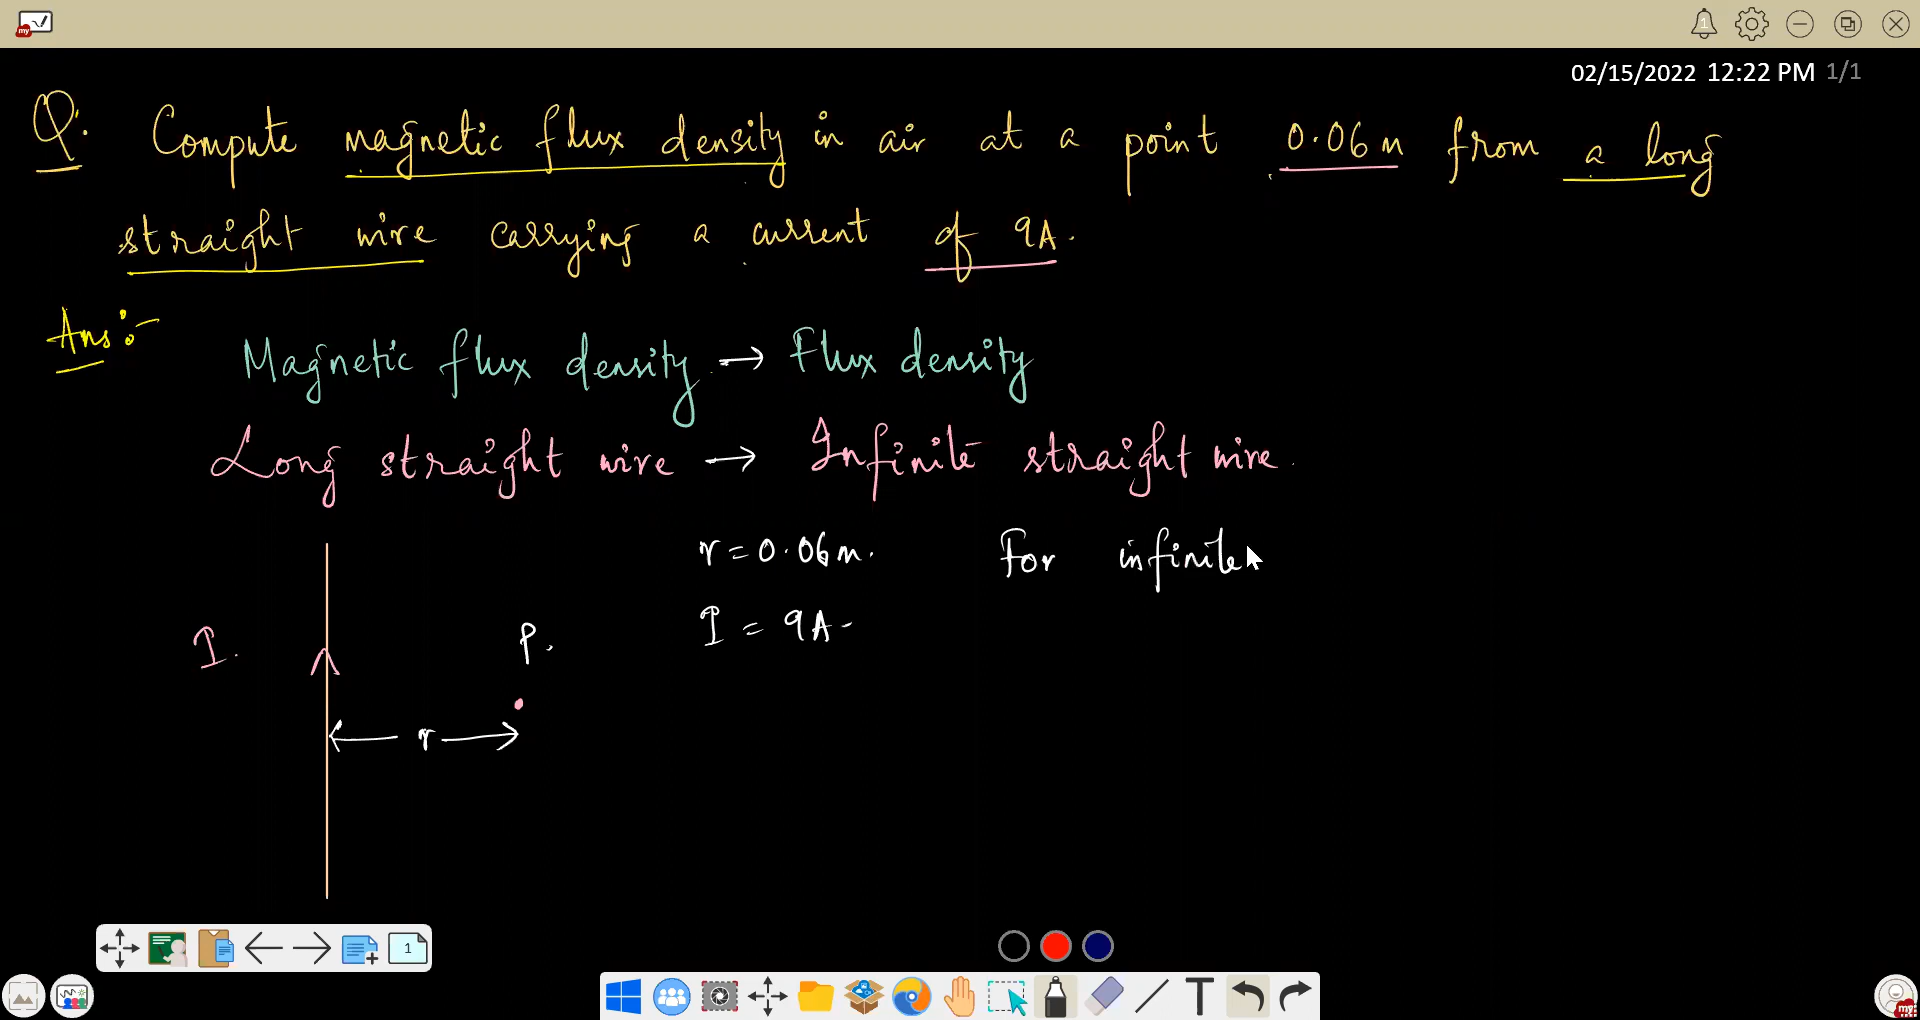 02/15/2022 12:22 PM 1/1
Q. Compute magnetic flux density in air at a point 0.06 m from a long
straight wire carrying a current of 9A.
Ans:-
Magnetic flux density → Flux density
Long straight wire → Infinite straight wire.
r = 0.06 m. For infinite
I = 9A.
I.
P.
r
1